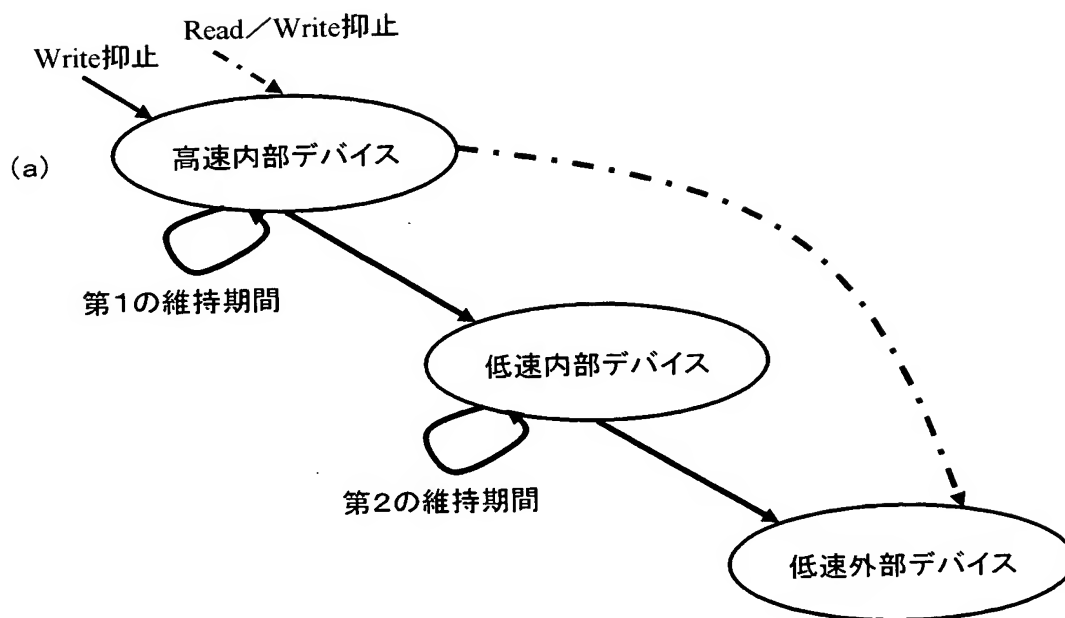 Read／Write抑止
Write抑止
(a)
高速内部デバイス
第1の維持期間
低速内部デバイス
第2の維持期間
低速外部デバイス